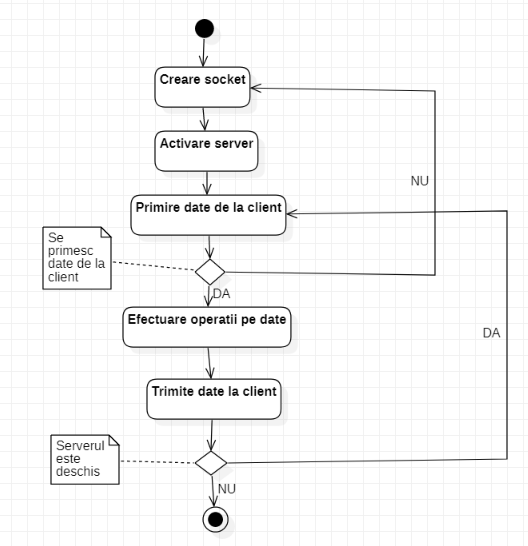 Creare socket
Activare server
NU
Primire date de la client
Se
primesc
date de la
client
DA
Efectuare operatii pe date
DA
Trimite date la client
Serverul
este
deschis
NU